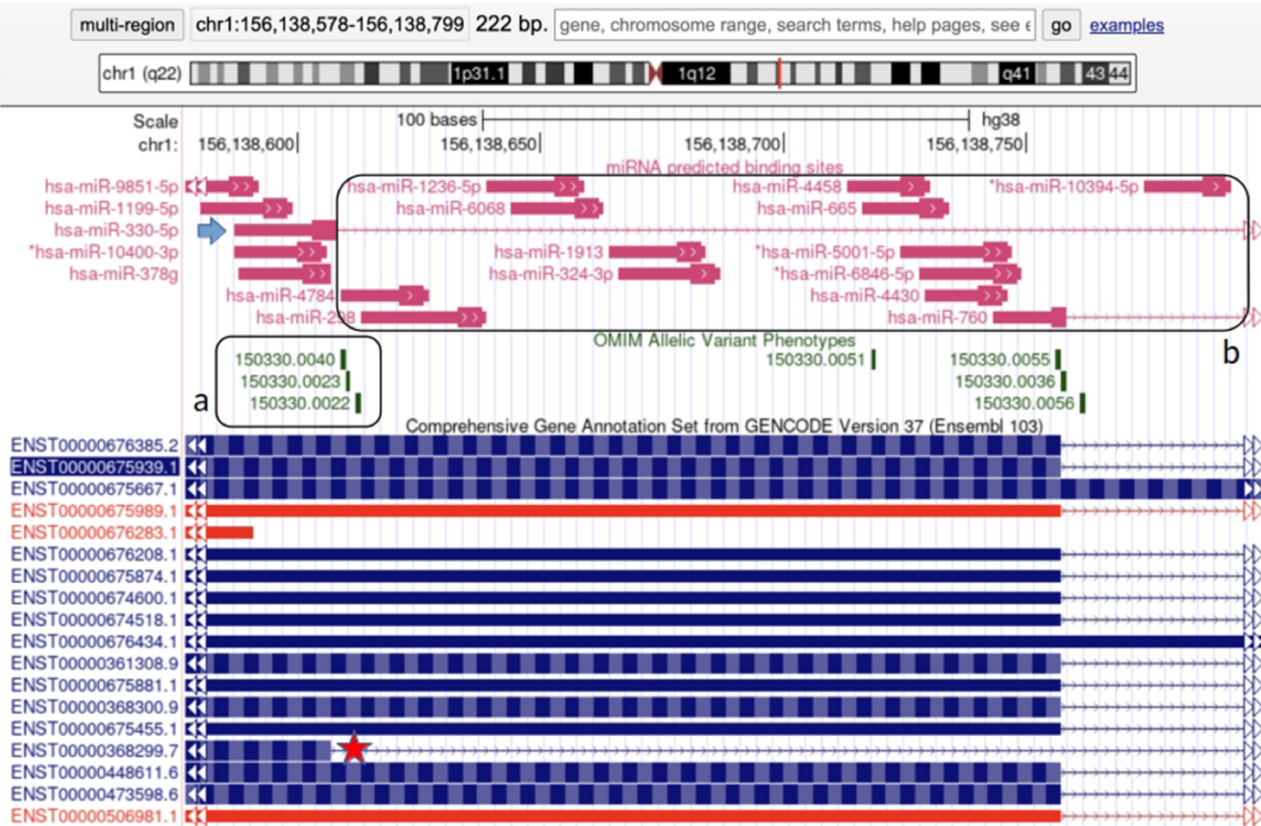 multi-region chr1:156,138,578-156,138,799 222 bp. gene, chromosome range, search terms, help pages, see e go examples
chr1 (q22) 1p31.1 1q12 q41 43 44
Scale 100 bases hg38
chr1: 156,138,600 156,138,650 156,138,700 156,138,750
miRNA predicted binding sites
hsa-miR-9851-5p hsa-miR-1236-5p hsa-miR-4458 *hsa-miR-10394-5p
hsa-miR-1199-5p hsa-miR-6068 hsa-miR-665
hsa-miR-330-5p
*hsa-miR-10400-3p hsa-miR-1913 *hsa-miR-5001-5p
hsa-miR-378g hsa-miR-324-3p *hsa-miR-6846-5p
hsa-miR-4784 hsa-miR-4430
hsa-miR-298 hsa-miR-760
OMIM Allelic Variant Phenotypes b
150330.0040 150330.0051 150330.0055
150330.0023 150330.0036
a 150330.0022 150330.0056
Comprehensive Gene Annotation Set from GENCODE Version 37 (Ensembl 103)
ENST00000676385.2
ENST00000675939.1
ENST00000675667.1
ENST00000675989.1
ENST00000676283.1
ENST00000676208.1
ENST00000675874.1
ENST00000674600.1
ENST00000674518.1
ENST00000676434.1
ENST00000361308.9
ENST00000675881.1
ENST00000368300.9
ENST00000675455.1
ENST00000368299.7
ENST00000448611.6
ENST00000473598.6
ENST00000506981.1